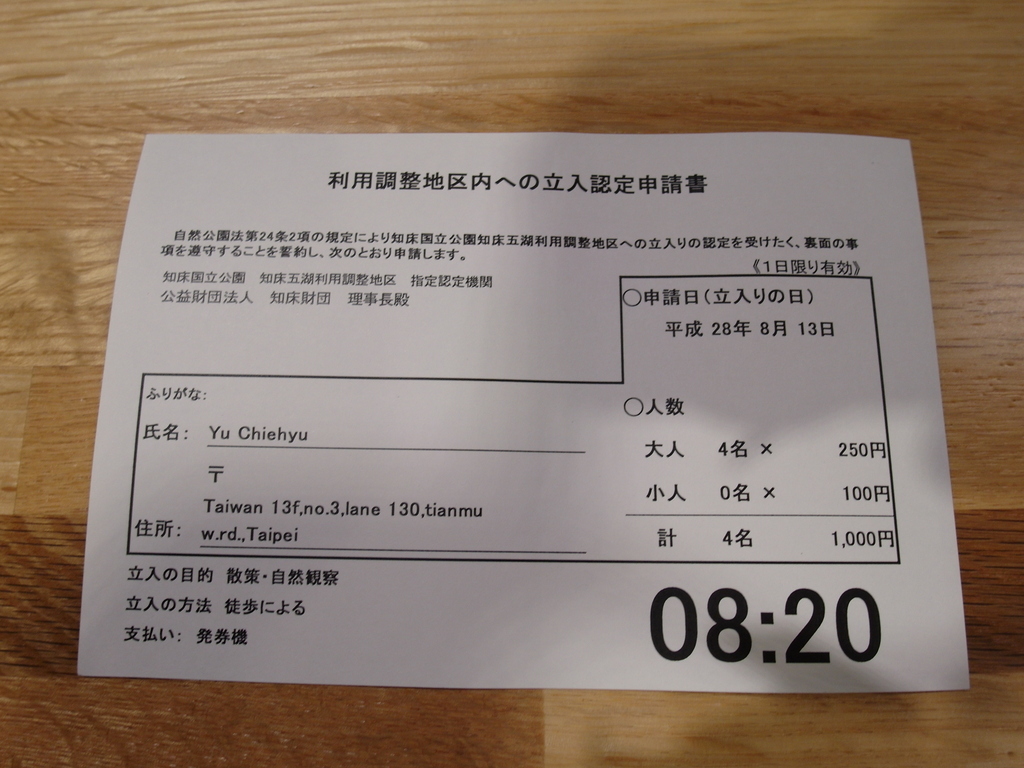 利用調整地区内への立入認定申請書
自然公園法第24条2項の規定により知床国立公園知床五湖利用調整地区への立入りの認定を受けたく、裏面の事
項を遵守することを誓約し、次のとおり申請します。
《1日限り有効》
知床国立公園 知床五湖利用調整地区 指定認定機関
公益財団法人 知床財団 理事長殿
○申請日(立入りの日)
平成 28年 8月 13日
ふりがな:
氏名: Yu Chiehyu
〒
Taiwan 13f,no.3,lane 130,tianmu
住所: w.rd.,Taipei
○人数
大人 4名 × 250円
小人 0名 × 100円
計 4名 1,000円
立入の目的 散策・自然観察
立入の方法 徒歩による
支払い: 発券機
08:20